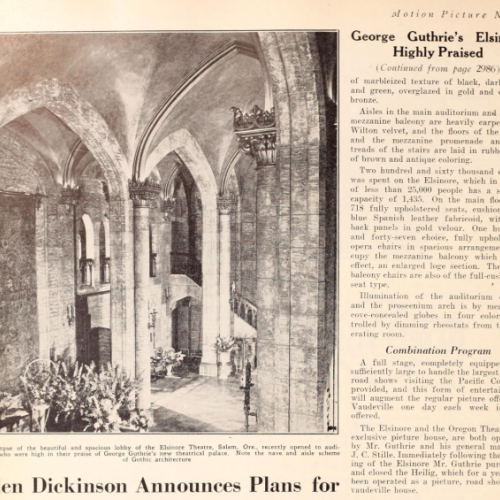 Motion Picture N
George Guthrie's Elsin
Highly Praised
(Continued from page 2986)
of marbleized texture of black, dark
and green, overglazed in gold and
bronze.
Aisles in the main auditorium and
mezzanine balcony are heavily carpe
Wilton velvet, and the floors of the
and the mezzanine promenade an
treads of the stairs are laid in rubb
of brown and antique coloring.
Two hundred and sixty thousand
was spent on the Elsinore, which in
of less than 25,000 people has a s
capacity of 1,435. On the main floo
718 fully upholstered seats, cushion
blue Spanish leather fabricoid, wit
back panels in gold velour. One hu
and forty-seven choice, fully uphol
opera chairs in spacious arrangeme
cupy the mezzanine balcony which
effect, an enlarged loge section. The
balcony chairs are also of the full-cush
seat type.
Illumination of the auditorium
and the proscenium arch is by me
cove-concealed globes in four color
trolled by dimming rheostats from t
erating room.
Combination Program
A full stage, completely equippe
sufficiently large to handle the largest
road shows visiting the Pacific Co
provided, and this form of entertai
will augment the regular picture off
Vaudeville one day each week
offered.
The Elsinore and the Oregon Theat
exclusive picture house, are both op
by Mr. Guthrie and his general ma
J. C. Stille. Immediately following the
ing of the Elsinore Mr. Guthrie pur
and closed the Heilig, which for a ye
been operated as a picture, road sho
vaudeville house.
impse of the beautiful and spacious lobby of the Elsinore Theatre, Salem, Ore., recently opened to audi-
who were high in their praise of George Guthrie's new theatrical palace. Note the nave and aisle scheme
of Gothic architecture
en Dickinson Announces Plans for